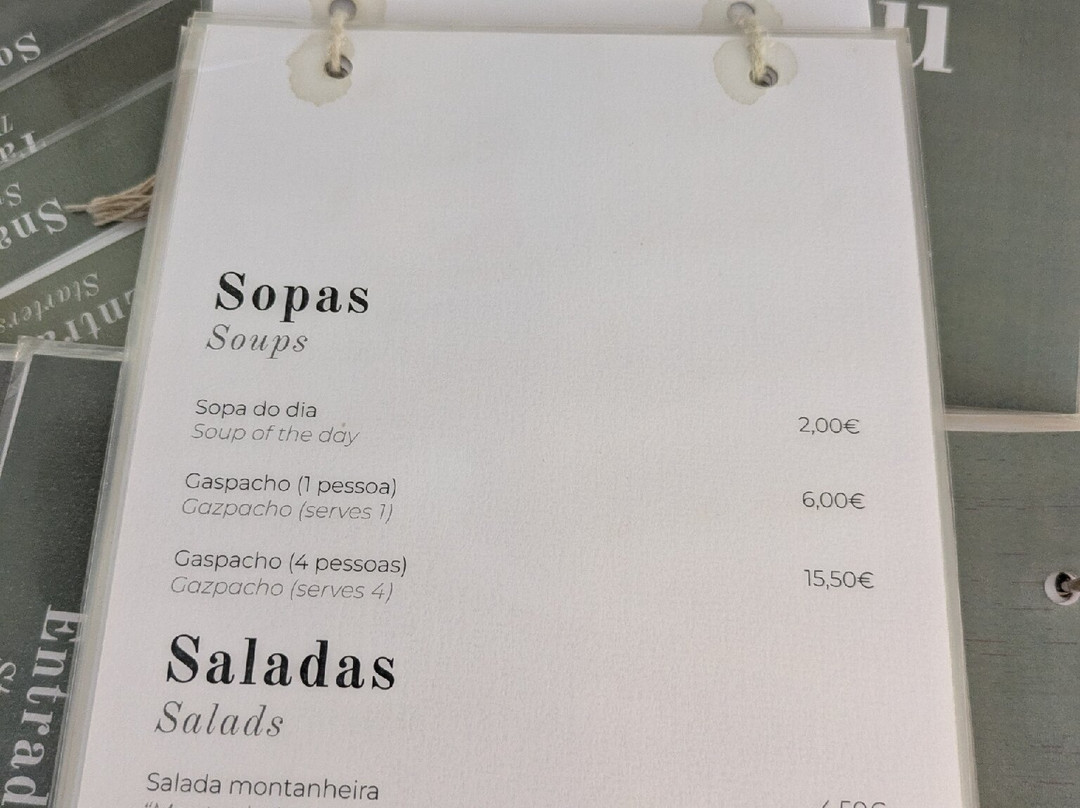 Sopas
Soups
Sopa do dia
Soup of the day
2,00€
Gaspacho (1 pessoa)
Gazpacho (serves 1)
6,00€
Gaspacho (4 pessoas)
Gazpacho (serves 4)
15,50€
Saladas
Salads
Salada montanheira
Starters
Entrad